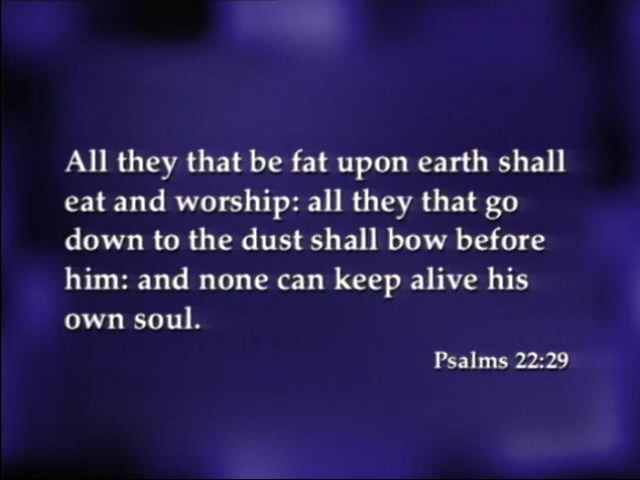 All they that be fat upon earth shall
eat and worship: all they that go
down to the dust shall bow before
him: and none can keep alive his
own soul.
Psalms 22:29